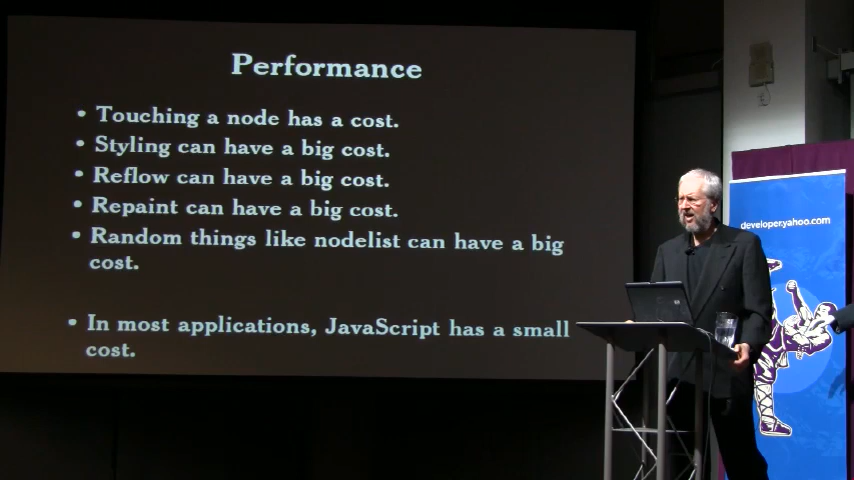 Performance
• Touching a node has a cost.
• Styling can have a big cost.
• Reflow can have a big cost.
• Repaint can have a big cost.
• Random things like nodelist can have a big
cost.
• In most applications, JavaScript has a small
cost.
developer.yahoo.com